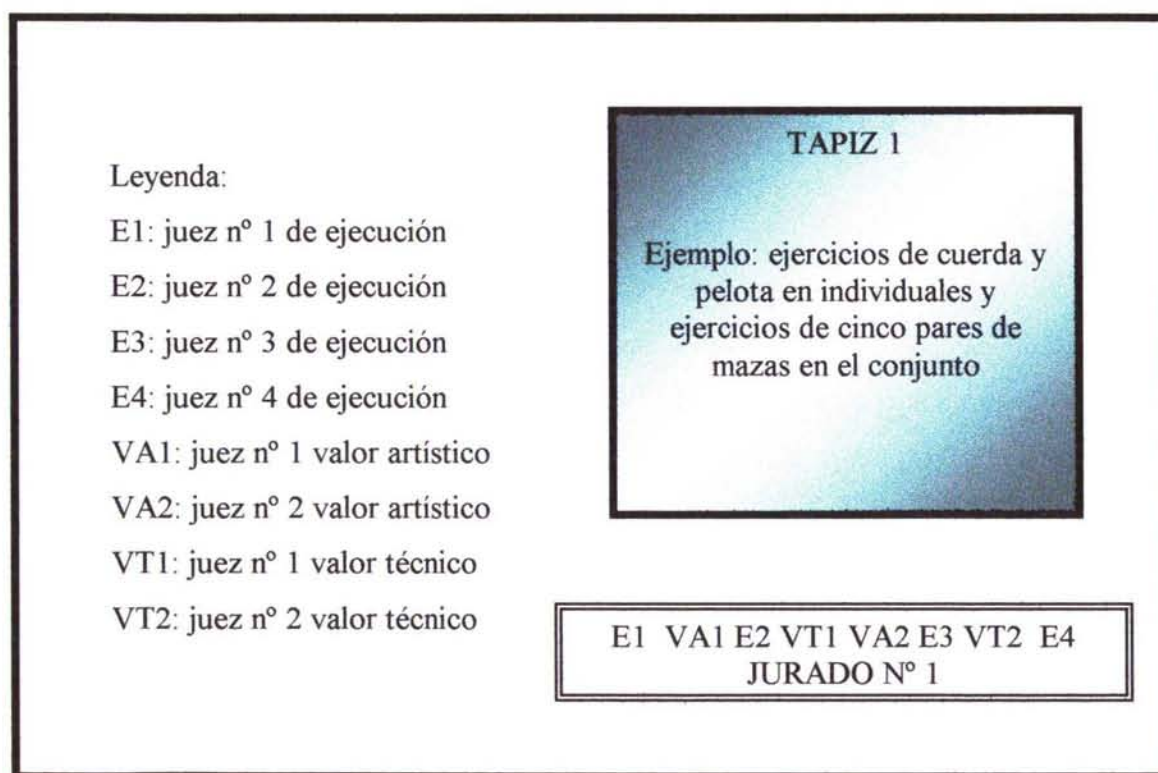 Leyenda:
E1: juez nº 1 de ejecución
E2: juez nº 2 de ejecución
E3: juez nº 3 de ejecución
E4: juez nº 4 de ejecución
VA1: juez nº 1 valor artístico
VA2: juez nº 2 valor artístico
VT1: juez nº 1 valor técnico
VT2: juez nº 2 valor técnico
TAPIZ 1
Ejemplo: ejercicios de cuerda y
pelota en individuales y
ejercicios de cinco pares de
mazas en el conjunto
E1 VA1 E2 VT1 VA2 E3 VT2 E4
JURADO Nº 1